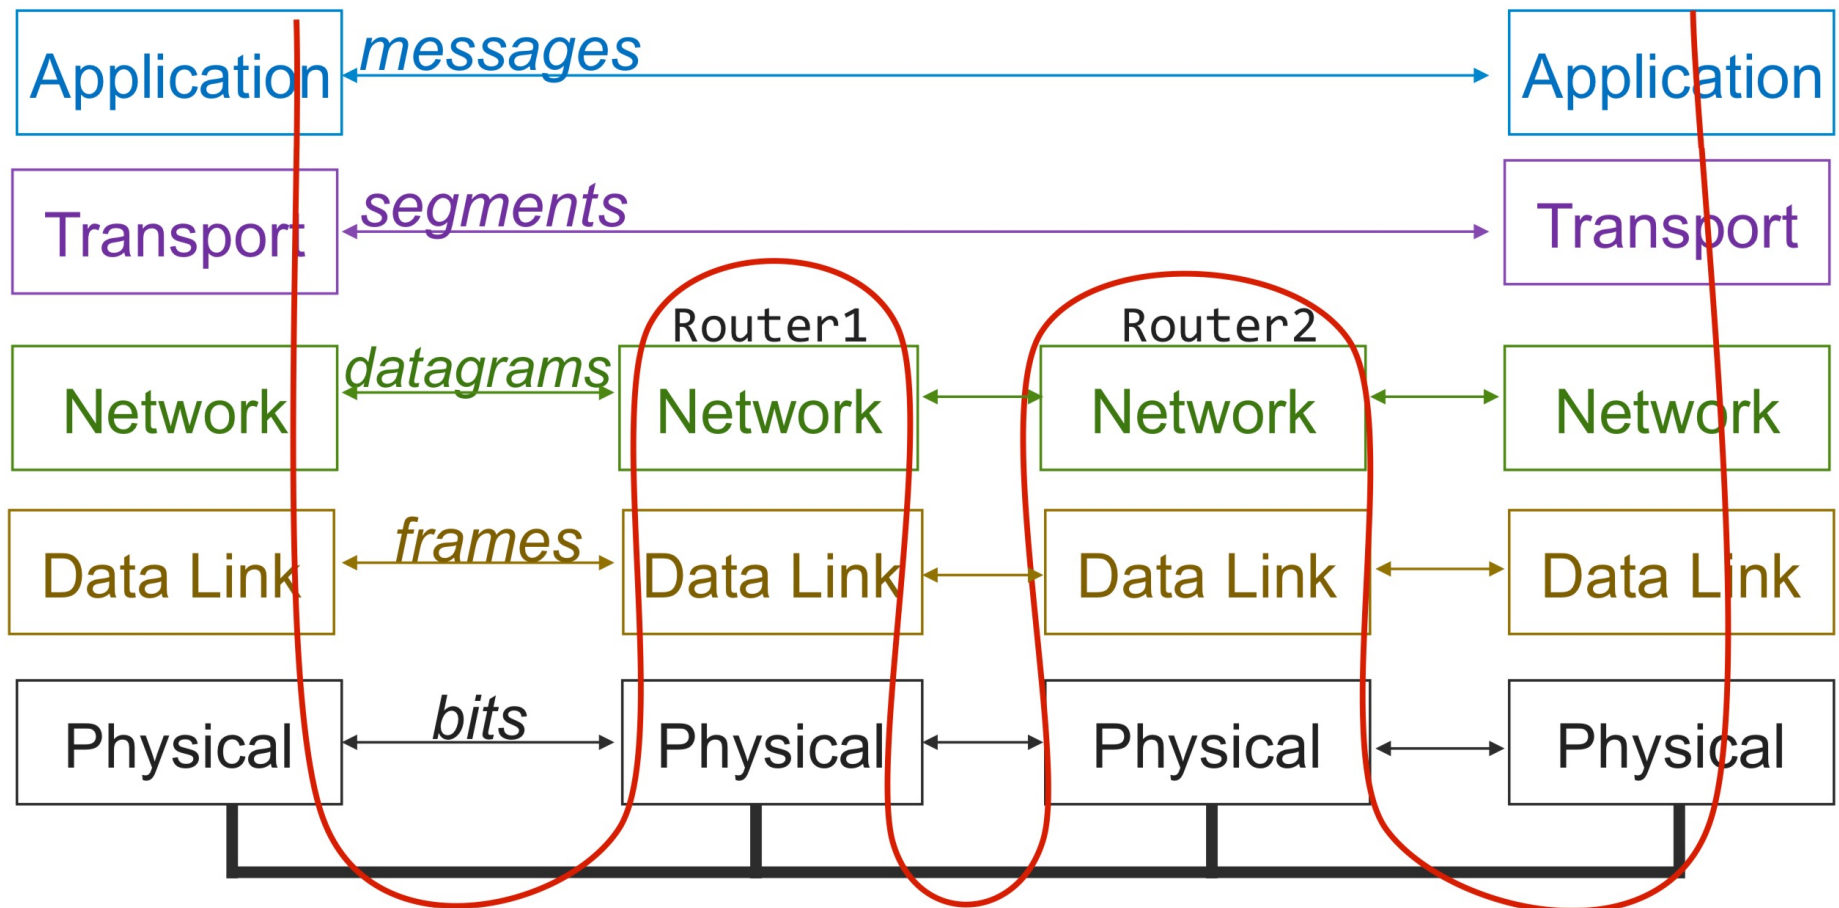 Application
messages
Application
Transport
segments
Transport
Router1
Router2
Network
datagrams
Network
Network
Network
Data Link
frames
Data Link
Data Link
Data Link
Physical
bits
Physical
Physical
Physical